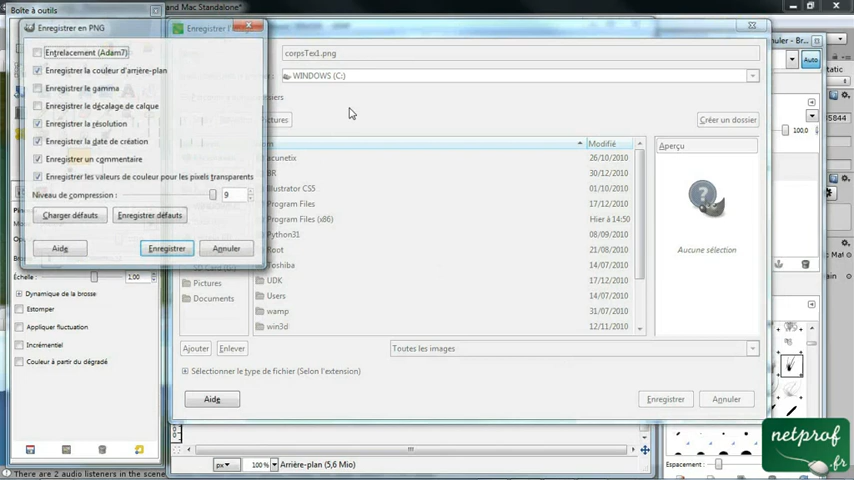 Boîte à outils
and Mac Standalone*
Enregistrer en PNG
Enregistrer l'
Entrelacement (Adam7)
Enregistrer la couleur d'arrière-plan
Enregistrer le gamma
Enregistrer le décalage de calque
Enregistrer la résolution
Enregistrer la date de création
Enregistrer un commentaire
Enregistrer les valeurs de couleur pour les pixels transparents
Niveau de compression : 9
Charger défauts
Enregistrer défauts
Aide
Enregistrer
Annuler
Échelle : 1,00
Dynamique de la brosse
Estomper
Appliquer fluctuation
Incrémentiel
Couleur à partir du dégradé
corpsTex1.png
WINDOWS (C:)
Pictures
Créer un dossier
Modifié
acunetix 26/10/2010
BR 30/12/2010
Illustrator CS5 01/10/2010
Program Files 14/07/2010
Program Files (x86) Hier à 14:50
Python31 08/09/2010
Root 21/08/2010
Toshiba 14/07/2010
UDK 17/12/2010
Users 14/07/2010
wamp 31/07/2010
win3d 12/11/2010
Pictures
Documents
Aperçu
Aucune sélection
Ajouter
Enlever
Toutes les images
Sélectionner le type de fichier (Selon l'extension)
Aide
Enregistrer
Annuler
px
100%
Arrière-plan (5,6 Mio)
There are 2 audio listeners in the scene
Auto
100,0
Espacement :
netprof
.fr